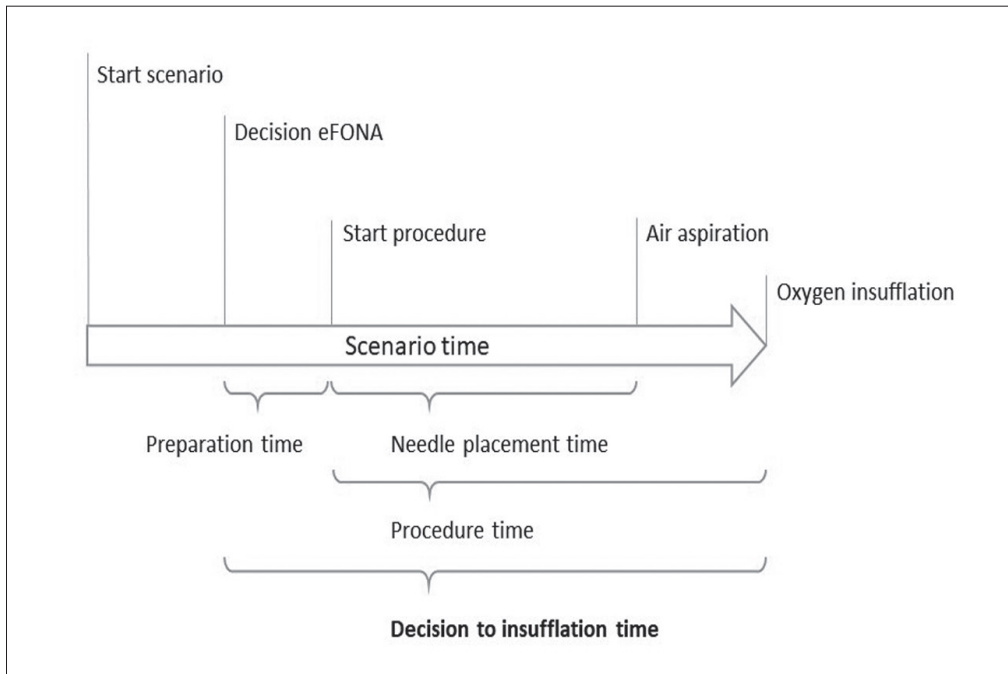 Start scenario
Decision eFONA
Start procedure
Air aspiration
Oxygen insufflation
Scenario time
Preparation time
Needle placement time
Procedure time
Decision to insufflation time